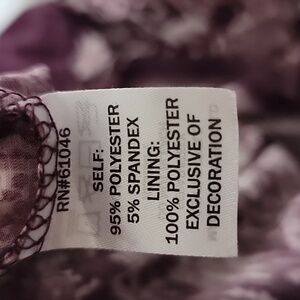 RN#61046
SELF:
95% POLYESTER
5% SPANDEX
LINING:
100% POLYESTER
EXCLUSIVE OF
DECORATION